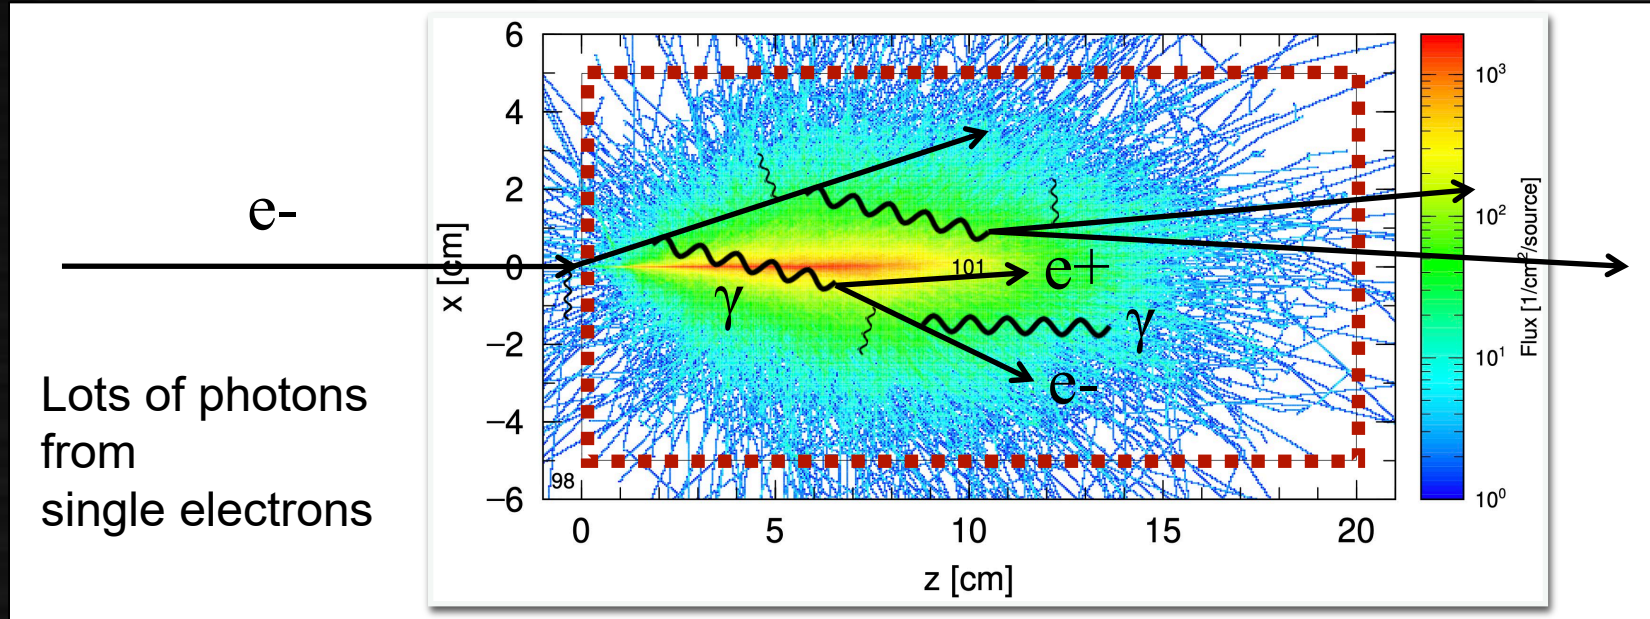 e-
Lots of photons
from
single electrons
x [cm]
6
4
2
0
−2
−4
−6
98
101
γ
e+
γ
e-
0
5
10
15
20
z [cm]
10³
10²
10¹
10⁰
Flux [1/cm²/source]